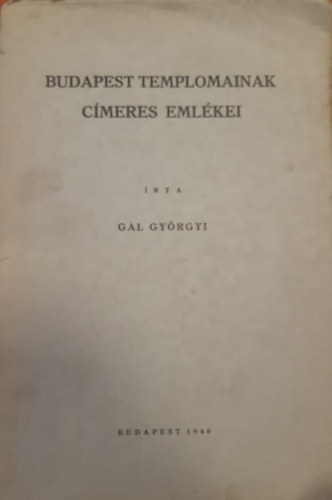 BUDAPEST TEMPLOMAINAK
CÍMERES EMLÉKEI
ÍRTA
GÁL GYÖRGYI
BUDAPEST 1940